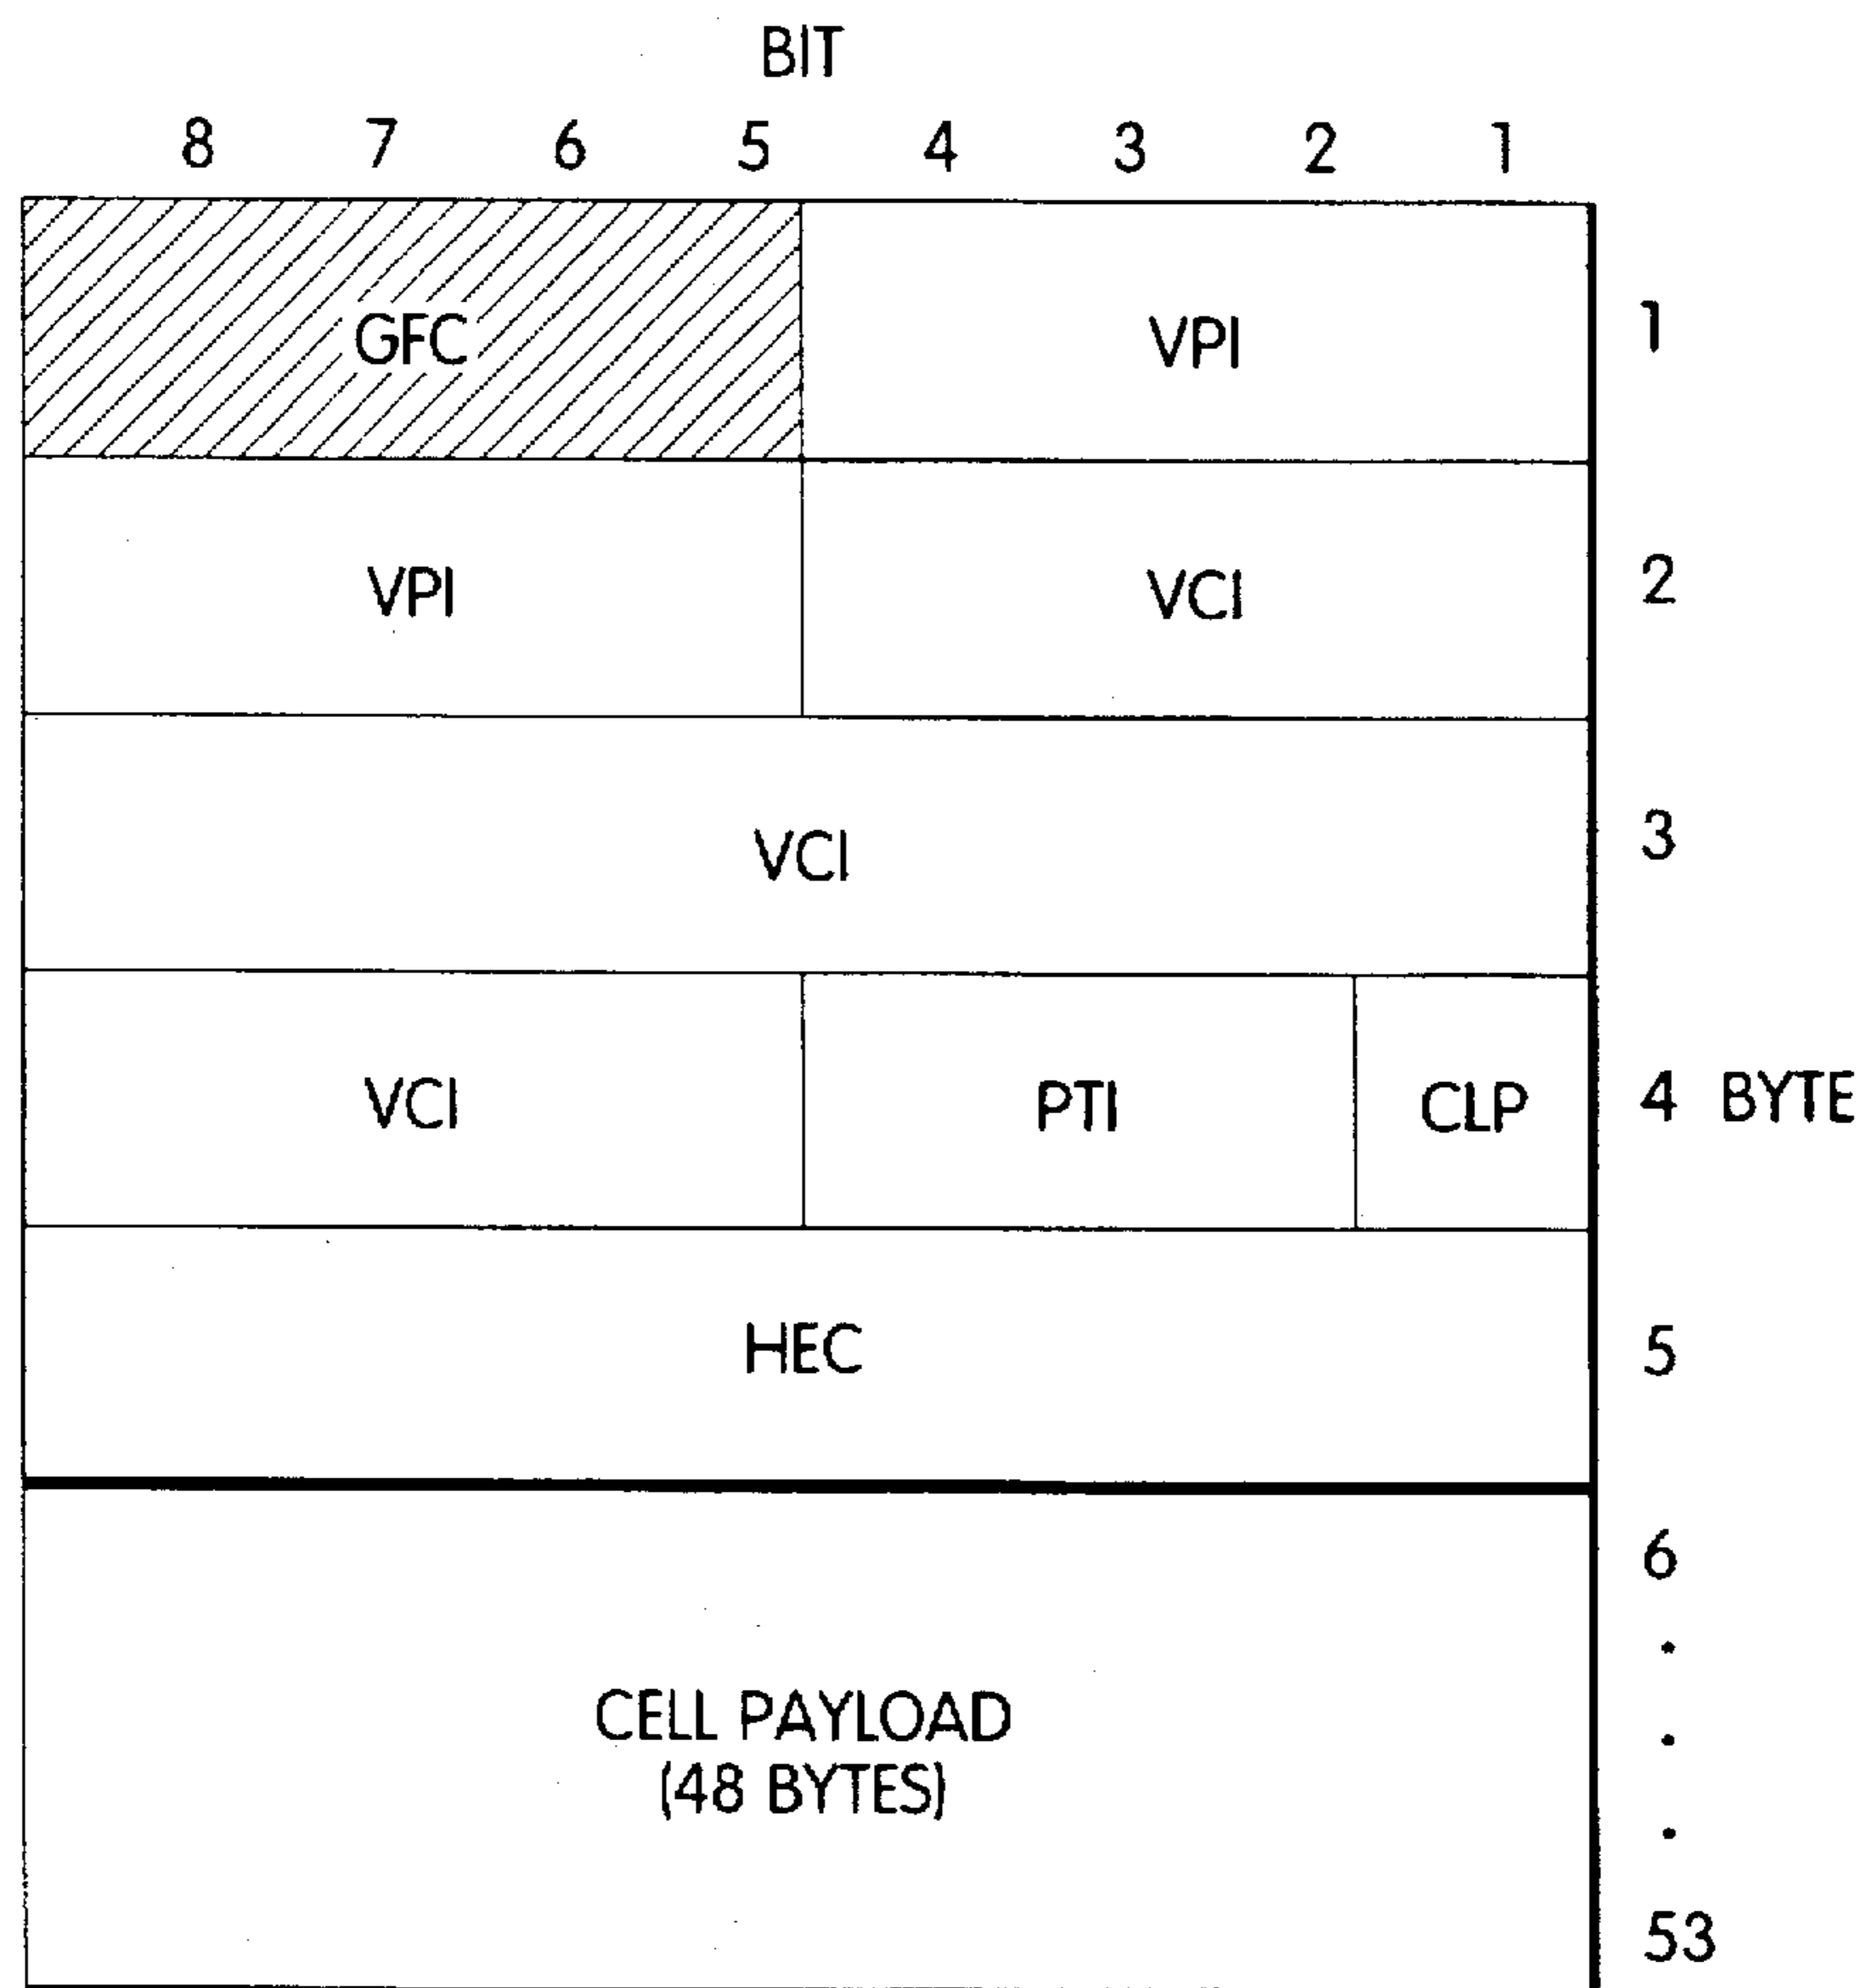 BIT
8 7 6 5 4 3 2 1
GFC VPI 1
VPI VCI 2
VCI 3
VCI PTI CLP 4 BYTE
HEC 5
6
CELL PAYLOAD
(48 BYTES)
53